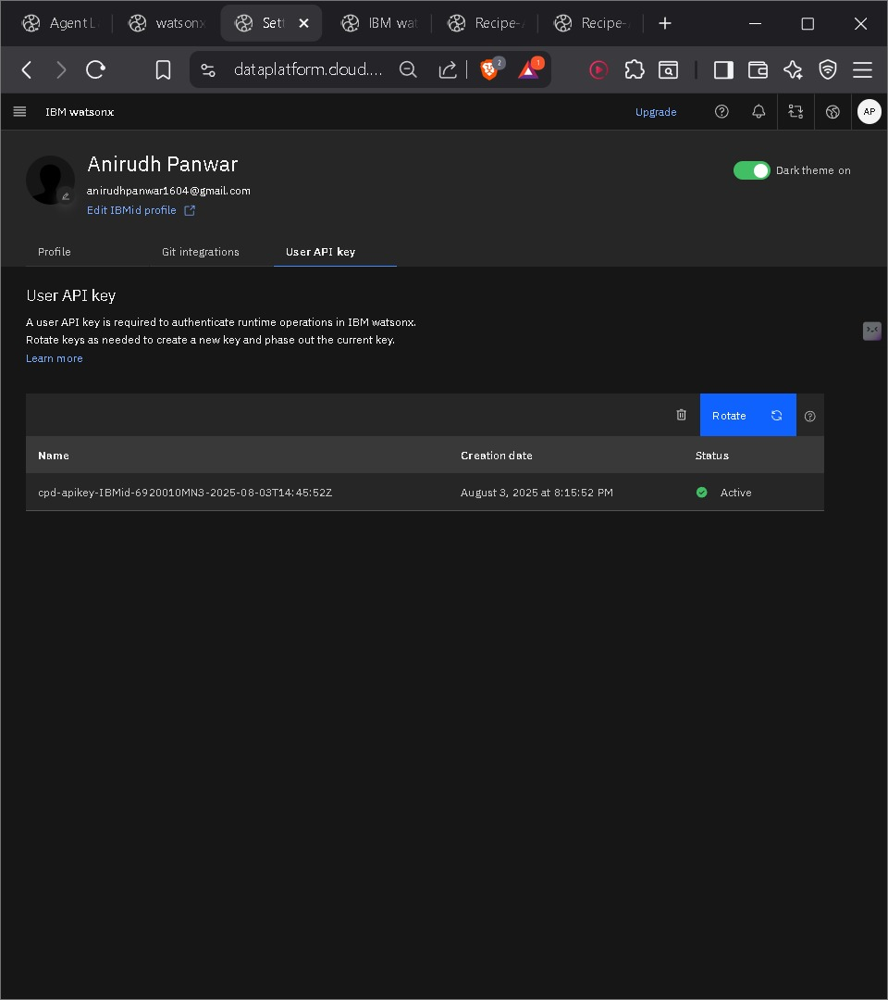 Agent L
watsonx
Sett
IBM wat
Recipe-
Recipe-
dataplatform.cloud....
2
1
IBM watsonx
Upgrade
AP
Anirudh Panwar
anirudhpanwar1604@gmail.com
Edit IBMid profile
Dark theme on
Profile
Git integrations
User API key
User API key
A user API key is required to authenticate runtime operations in IBM watsonx.
Rotate keys as needed to create a new key and phase out the current key.
Learn more
Rotate
Name
Creation date
Status
cpd-apikey-IBMid-6920010MN3-2025-08-03T14:45:52Z
August 3, 2025 at 8:15:52 PM
Active